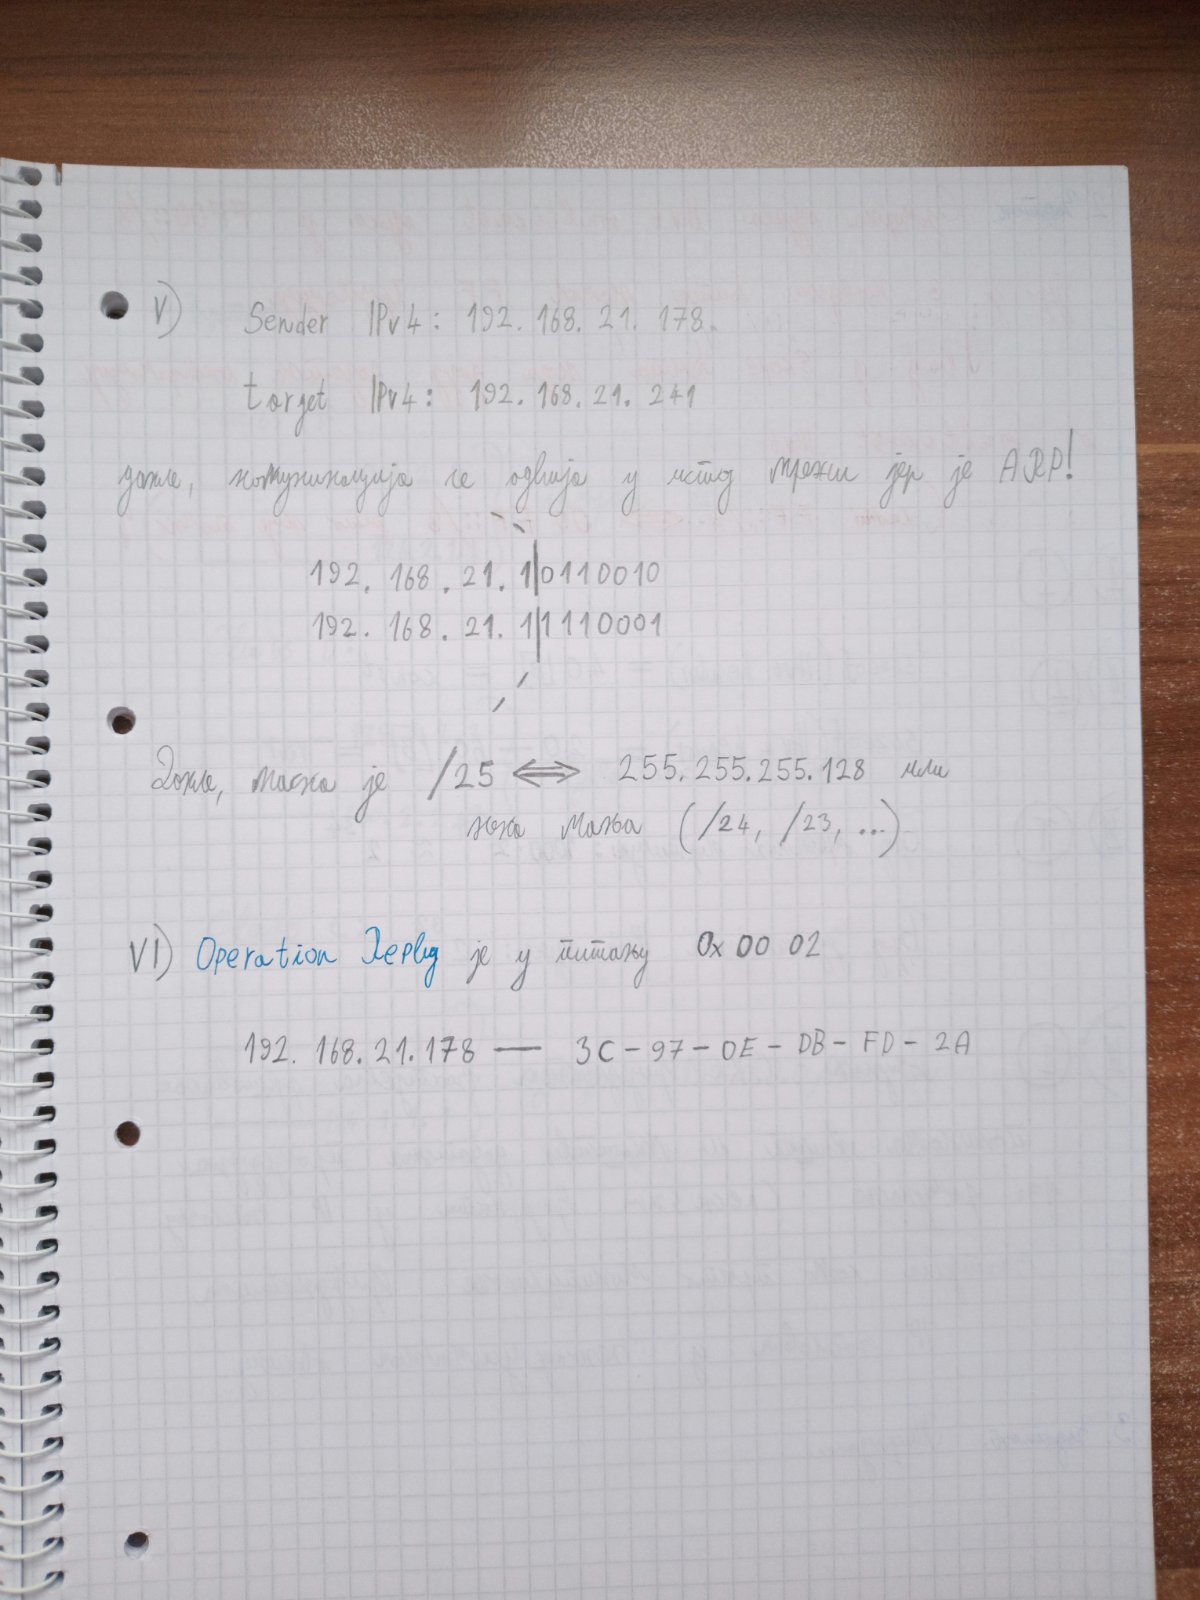 V) Sender IPv4: 192.168.21.178.
target IPv4: 192.168.21.241
дакле, комуникација се одвија у истој мрежи јер је ARP!
192.168.21.1|0110010
192.168.21.1|1110001
Дакле, маска је /25 ⟺ 255.255.255.128 или
нека мања (/24, /23, ...)
VI) Operation Reply је у питању 0x 00 02
192.168.21.178 — 3C-97-0E-DB-FD-2A